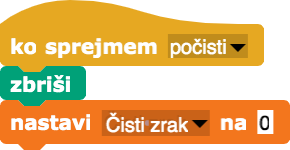 ko sprejmem počisti
zbriši
nastavi Čisti zrak na 0